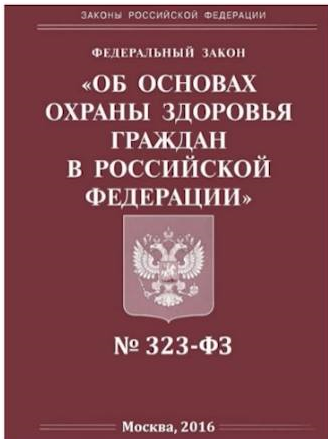 ЗАКОНЫ РОССИЙСКОЙ ФЕДЕРАЦИИ
ФЕДЕРАЛЬНЫЙ ЗАКОН
«ОБ ОСНОВАХ
ОХРАНЫ ЗДОРОВЬЯ
ГРАЖДАН
В РОССИЙСКОЙ
ФЕДЕРАЦИИ»
№ 323-ФЗ
Москва, 2016